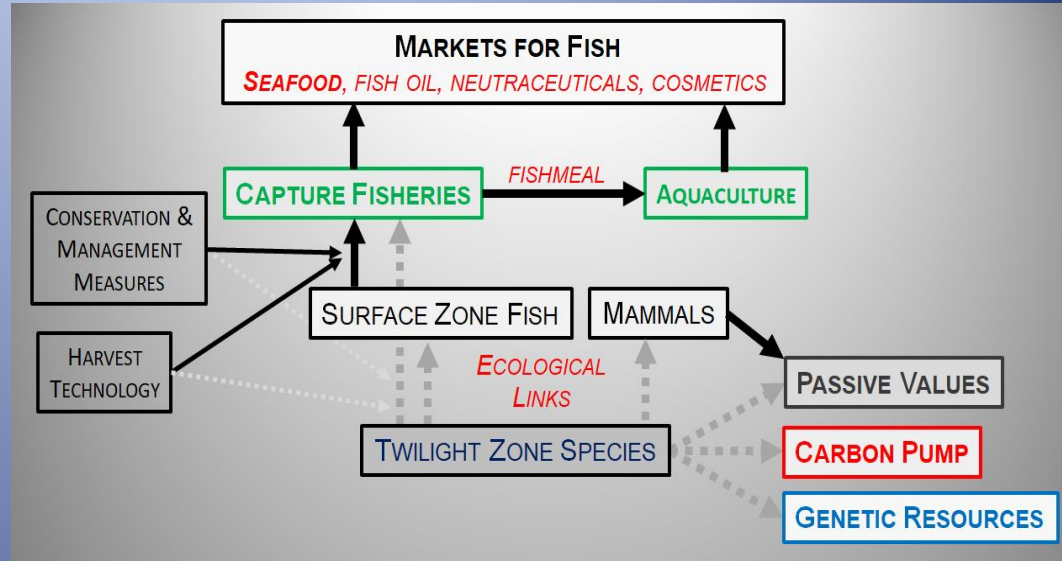 MARKETS FOR FISH
SEAFOOD, FISH OIL, NEUTRACEUTICALS, COSMETICS
CAPTURE FISHERIES
FISHMEAL
AQUACULTURE
CONSERVATION &
MANAGEMENT
MEASURES
SURFACE ZONE FISH
MAMMALS
HARVEST
TECHNOLOGY
ECOLOGICAL
LINKS
PASSIVE VALUES
TWILIGHT ZONE SPECIES
CARBON PUMP
GENETIC RESOURCES